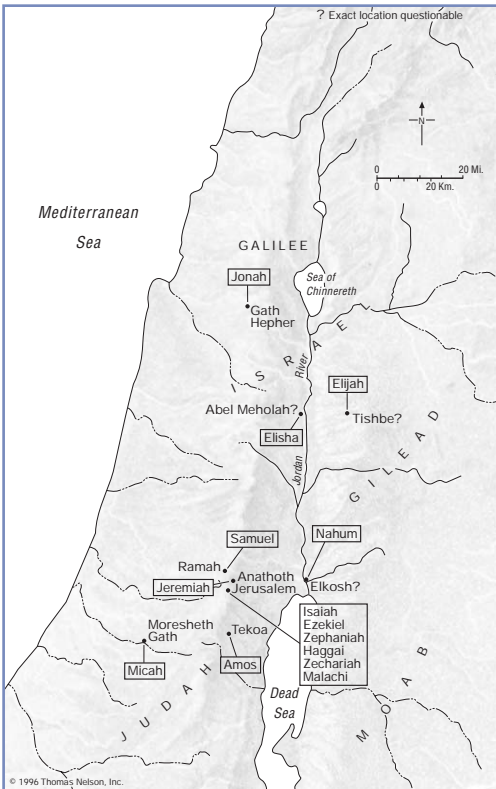 ? Exact location questionable
N
0 20 Mi.
0 20 Km.
Mediterranean
Sea
GALILEE
Jonah
Sea of
Chinnereth
Gath
Hepher
ISRAEL
River
Jordan
Elijah
Abel Meholah?
Tishbe?
Elisha
GILEAD
Samuel
Nahum
Ramah
Anathoth
Jeremiah
Jerusalem
Elkosh?
Isaiah
Ezekiel
Zephaniah
Haggai
Zechariah
Malachi
Moresheth
Gath
Tekoa
Micah
Amos
JUDAH
Dead
Sea
MOAB
© 1996 Thomas Nelson, Inc.